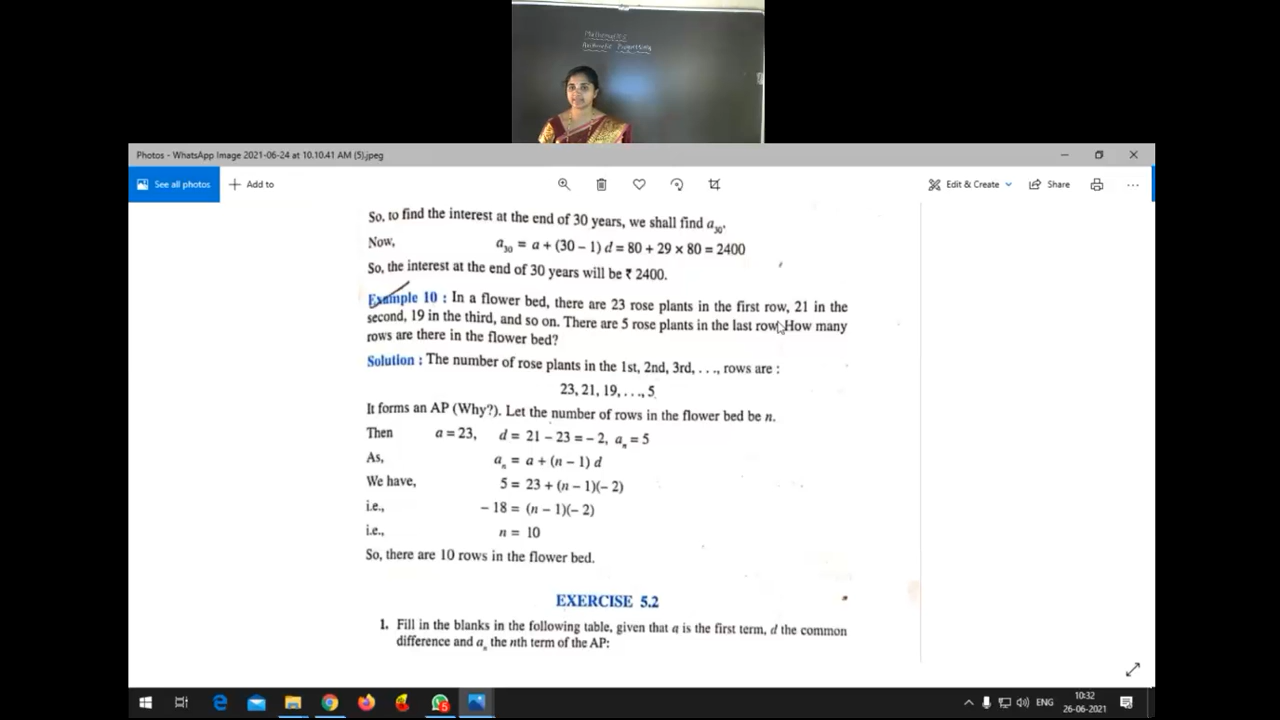 Mathematics
Arithmetic Progression
Photos - WhatsApp Image 2021-06-24 at 10.10.41 AM (5).jpeg
See all photos
Add to
Edit & Create
Share
So, to find the interest at the end of 30 years, we shall find a₃₀.
Now, a₃₀ = a + (30 – 1) d = 80 + 29 × 80 = 2400
So, the interest at the end of 30 years will be ₹ 2400.
Example 10 : In a flower bed, there are 23 rose plants in the first row, 21 in the
second, 19 in the third, and so on. There are 5 rose plants in the last row. How many
rows are there in the flower bed?
Solution : The number of rose plants in the 1st, 2nd, 3rd, . . ., rows are :
23, 21, 19, . . ., 5
It forms an AP (Why?). Let the number of rows in the flower bed be n.
Then a = 23, d = 21 – 23 = – 2, aₙ = 5
As, aₙ = a + (n – 1) d
We have, 5 = 23 + (n – 1)(– 2)
i.e., – 18 = (n – 1)(– 2)
i.e., n = 10
So, there are 10 rows in the flower bed.
EXERCISE 5.2
1. Fill in the blanks in the following table, given that a is the first term, d the common
difference and aₙ the nth term of the AP:
5
ENG
10:32
26-06-2021